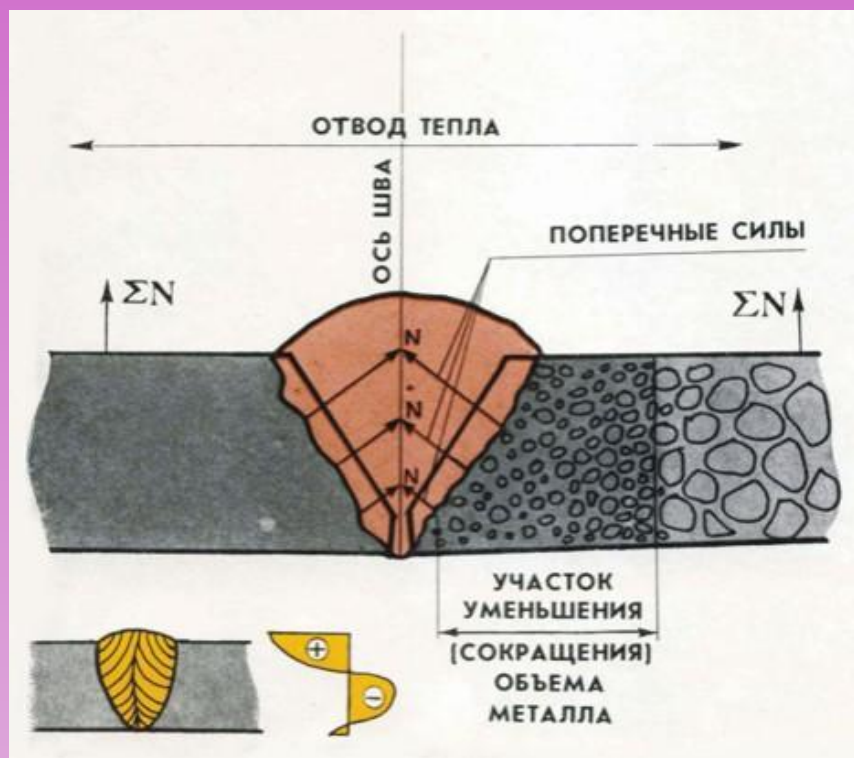 ОТВОД ТЕПЛА
ОСЬ ШВА
ПОПЕРЕЧНЫЕ СИЛЫ
ΣN
ΣN
N
N
N
УЧАСТОК
УМЕНЬШЕНИЯ
(СОКРАЩЕНИЯ)
ОБЪЕМА
МЕТАЛЛА
+
−